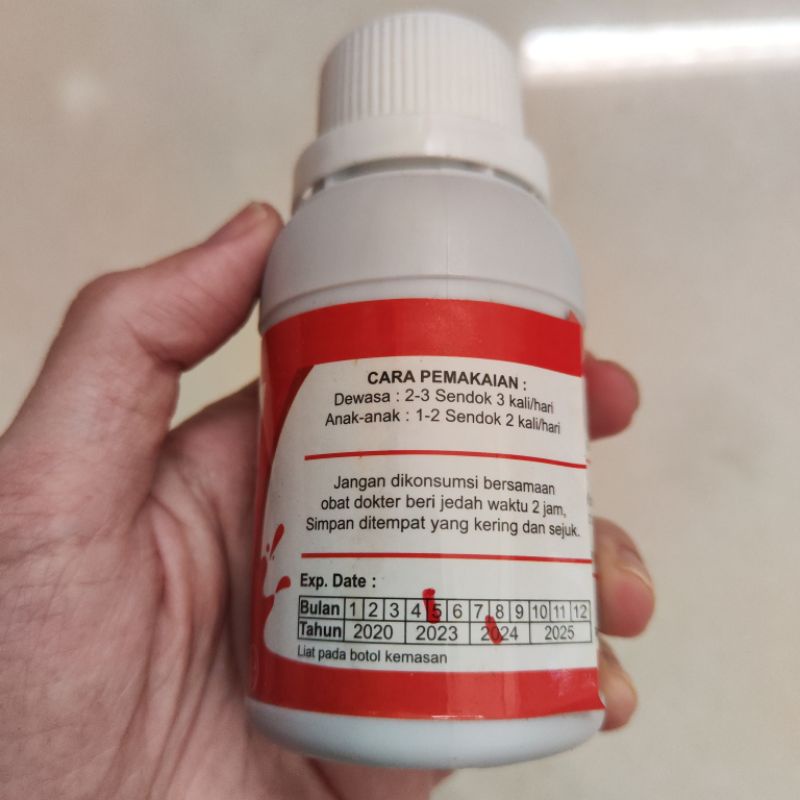 CARA PEMAKAIAN :
Dewasa : 2-3 Sendok 3 kali/hari
Anak-anak : 1-2 Sendok 2 kali/hari
Jangan dikonsumsi bersamaan
obat dokter beri jedah waktu 2 jam,
Simpan ditempat yang kering dan sejuk.
Exp. Date :
Bulan 1 2 3 4 5 6 7 8 9 10 11 12
Tahun 2020 2023 2024 2025
Liat pada botol kemasan